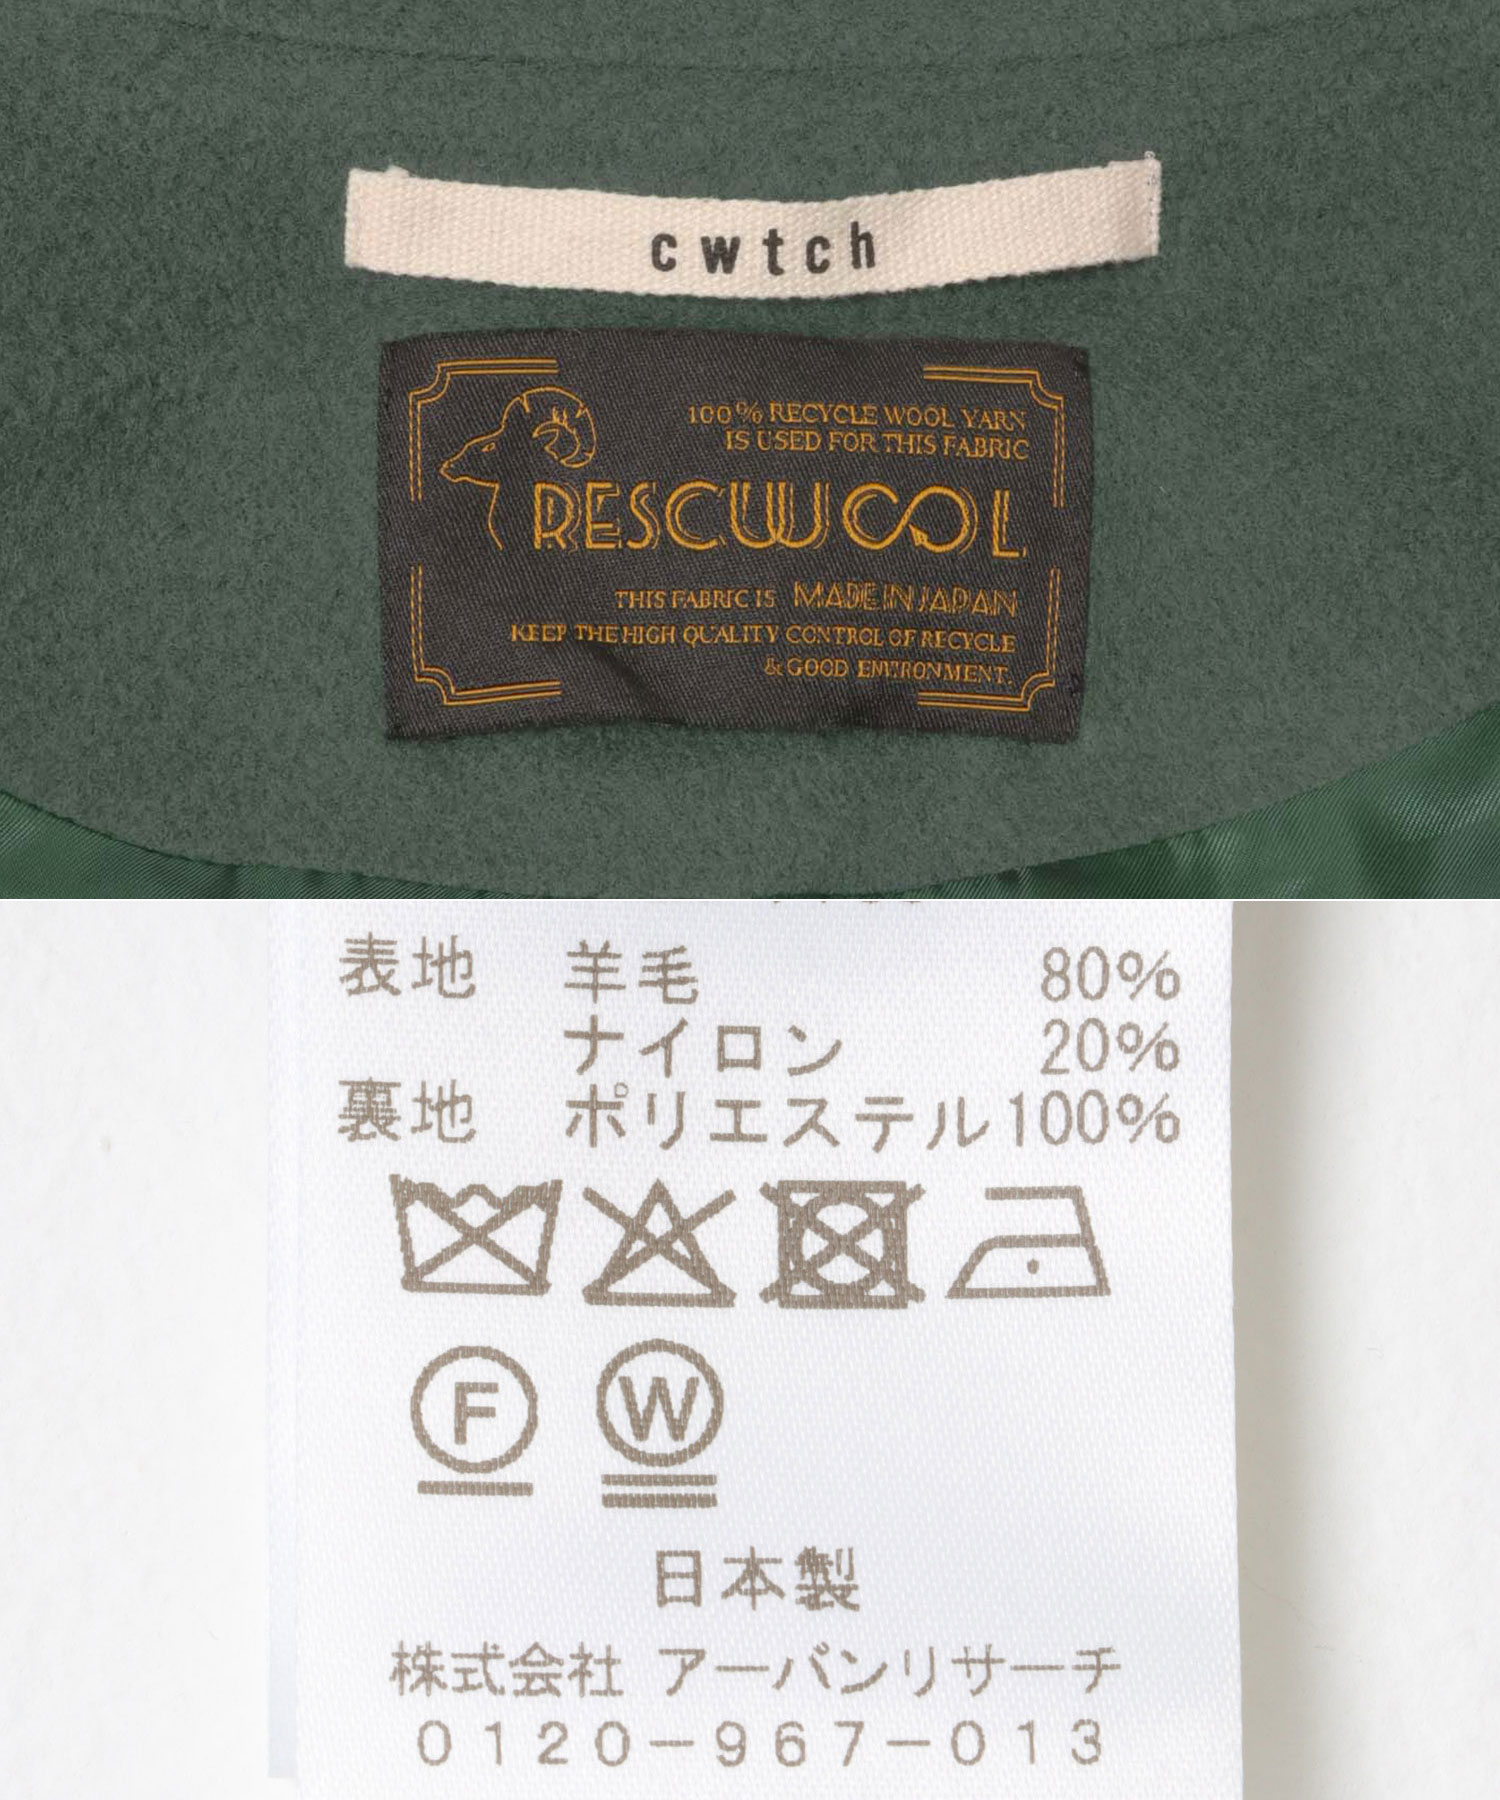 cwtch
100% RECYCLE WOOL YARN
IS USED FOR THIS FABRIC
RESCUWOOL
THIS FABRIC IS MADE IN JAPAN
KEEP THE HIGH QUALITY CONTROL OF RECYCLE
& GOOD ENVIRONMENT.
表地 羊毛 80%
ナイロン 20%
裏地 ポリエステル100%
F W
日本製
株式会社 アーバンリサーチ
0120-967-013